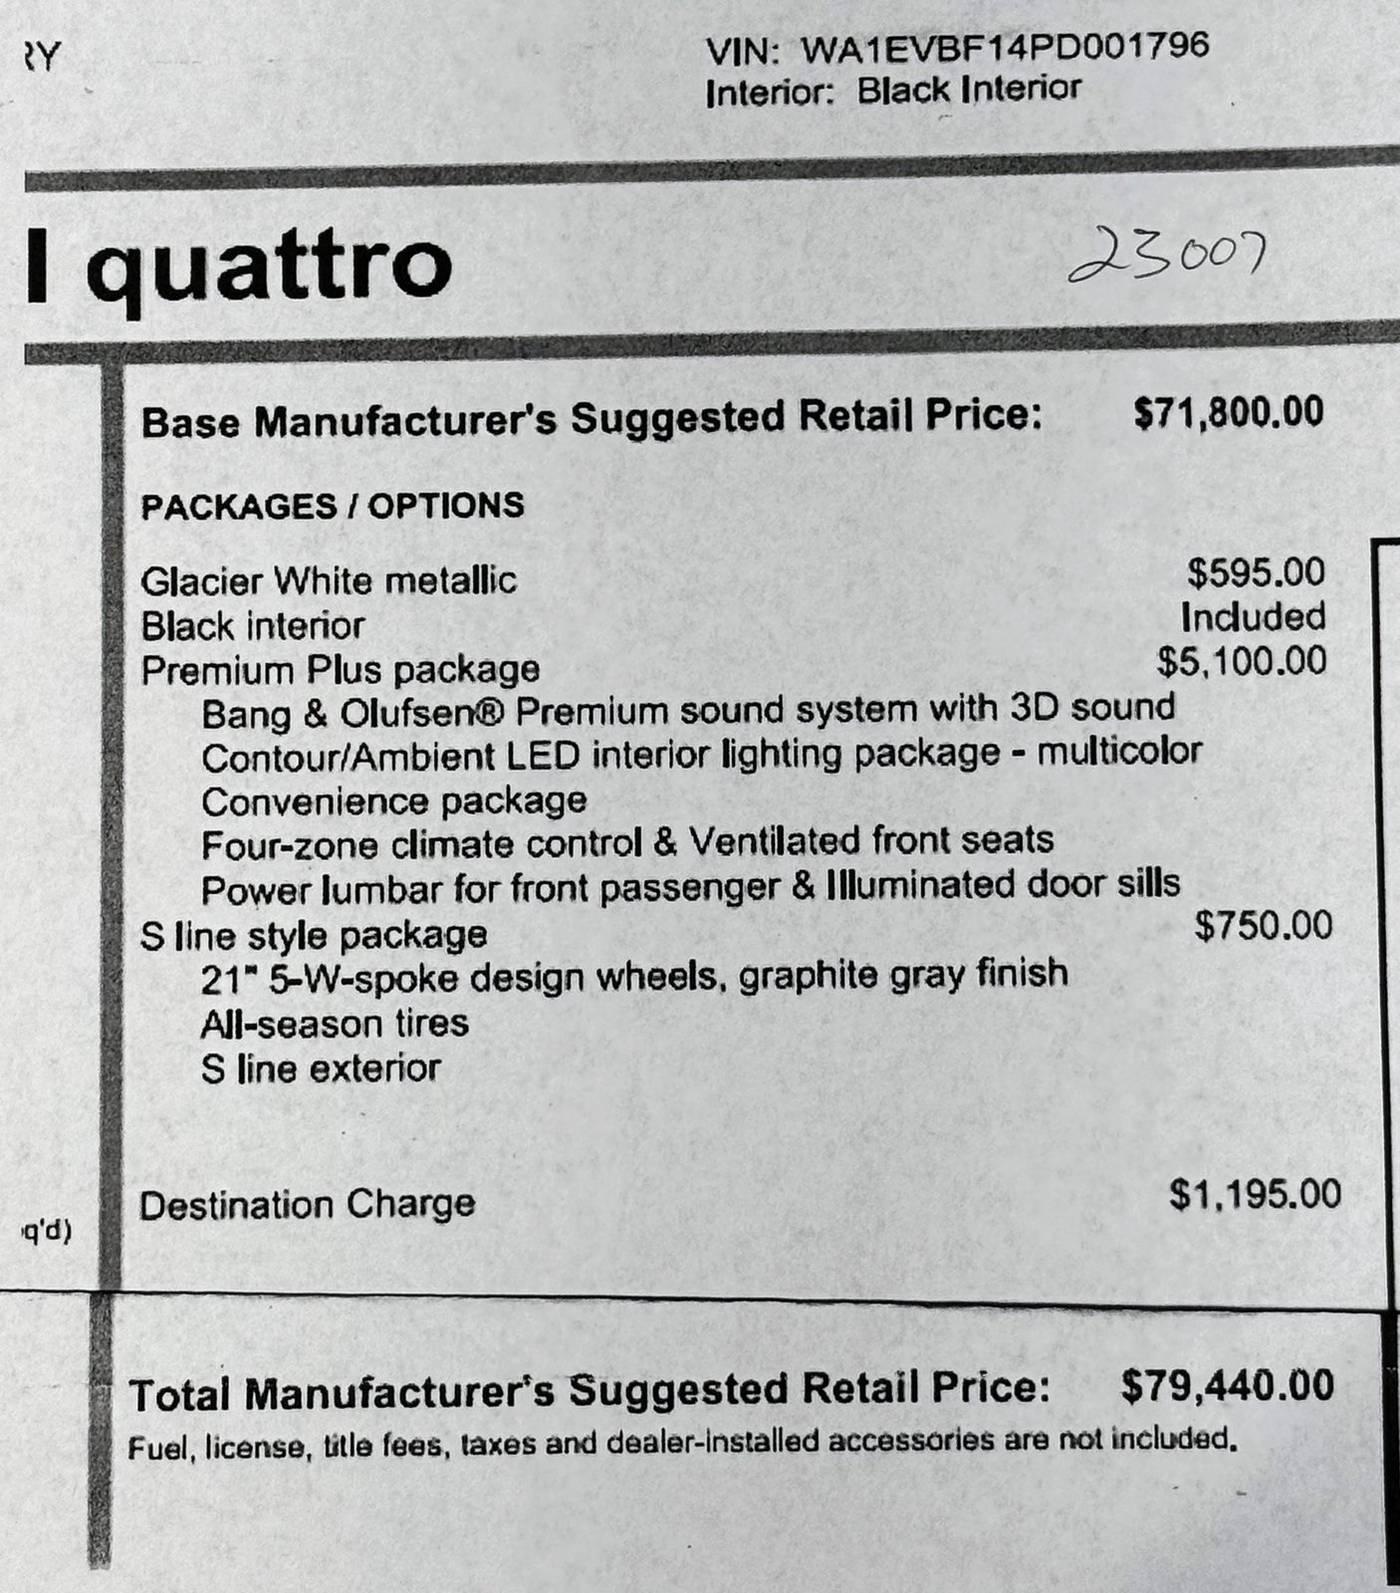 RY
VIN: WA1EVBF14PD001796
Interior: Black Interior
I quattro
23007
Base Manufacturer's Suggested Retail Price: $71,800.00
PACKAGES / OPTIONS
Glacier White metallic $595.00
Black interior Included
Premium Plus package $5,100.00
Bang & Olufsen® Premium sound system with 3D sound
Contour/Ambient LED interior lighting package - multicolor
Convenience package
Four-zone climate control & Ventilated front seats
Power lumbar for front passenger & Illuminated door sills
S line style package $750.00
21" 5-W-spoke design wheels, graphite gray finish
All-season tires
S line exterior
Destination Charge $1,195.00
q'd)
Total Manufacturer's Suggested Retail Price: $79,440.00
Fuel, license, title fees, taxes and dealer-installed accessories are not included.